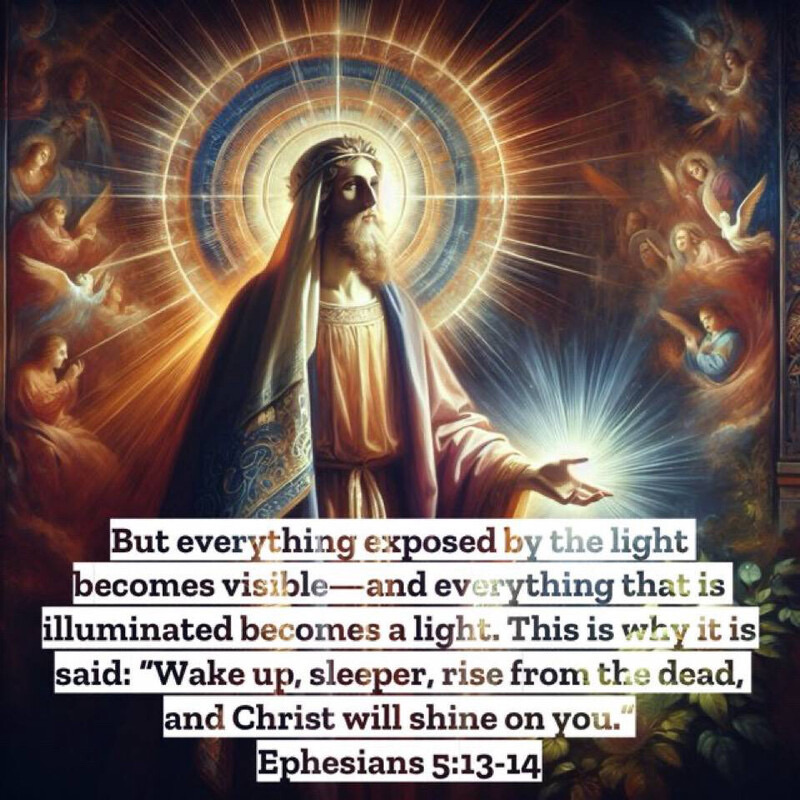 But everything exposed by the light
becomes visible—and everything that is
illuminated becomes a light. This is why it is
said: "Wake up, sleeper, rise from the dead,
and Christ will shine on you."
Ephesians 5:13-14